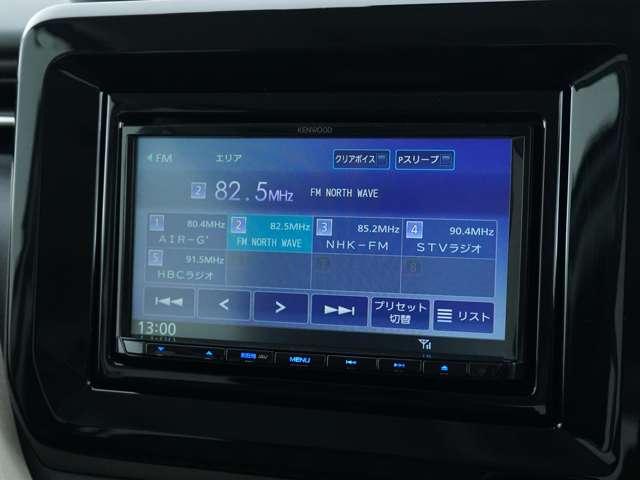 KENWOOD
FM エリア クリアボイス Pスリープ
2 82.5MHz FM NORTH WAVE
1 80.4MHz 2 82.5MHz 3 85.2MHz 4 90.4MHz
AIR-G' FM NORTH WAVE NHK-FM STVラジオ
5 91.5MHz 8
HBCラジオ
プリセット切替 リスト
13:00
MENU